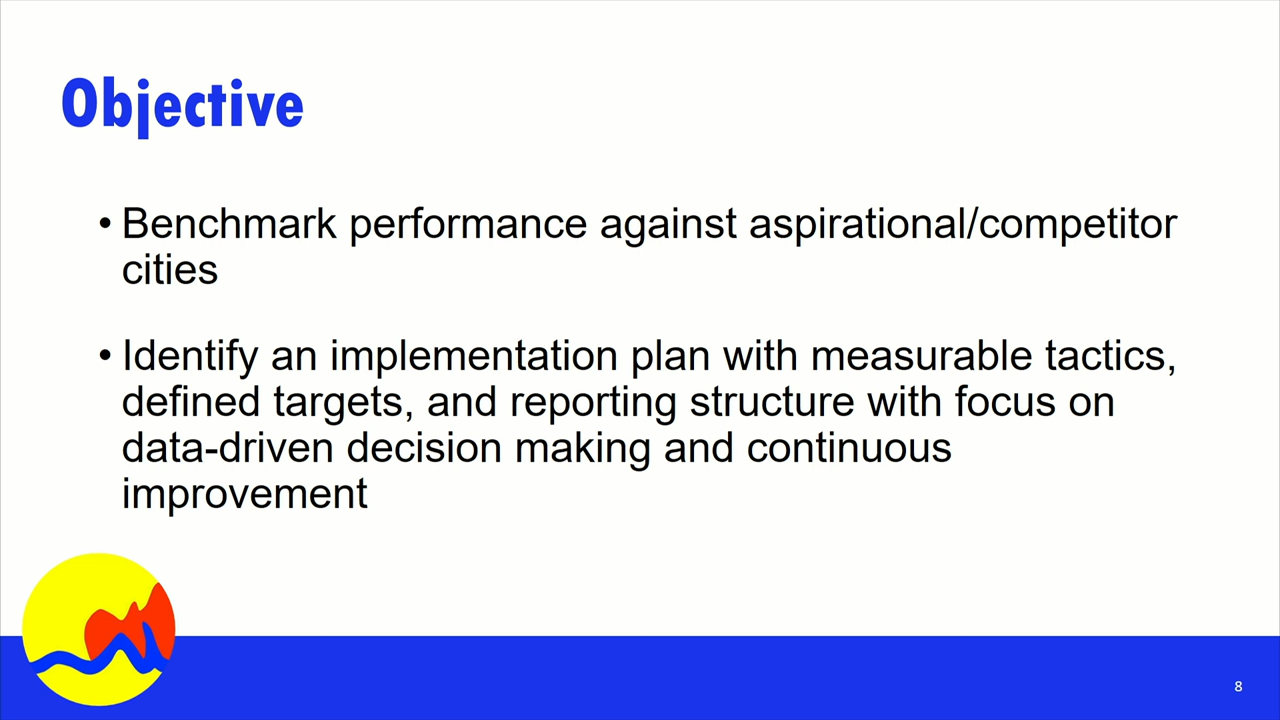 Objective
• Benchmark performance against aspirational/competitor
cities
• Identify an implementation plan with measurable tactics,
defined targets, and reporting structure with focus on
data-driven decision making and continuous
improvement
8